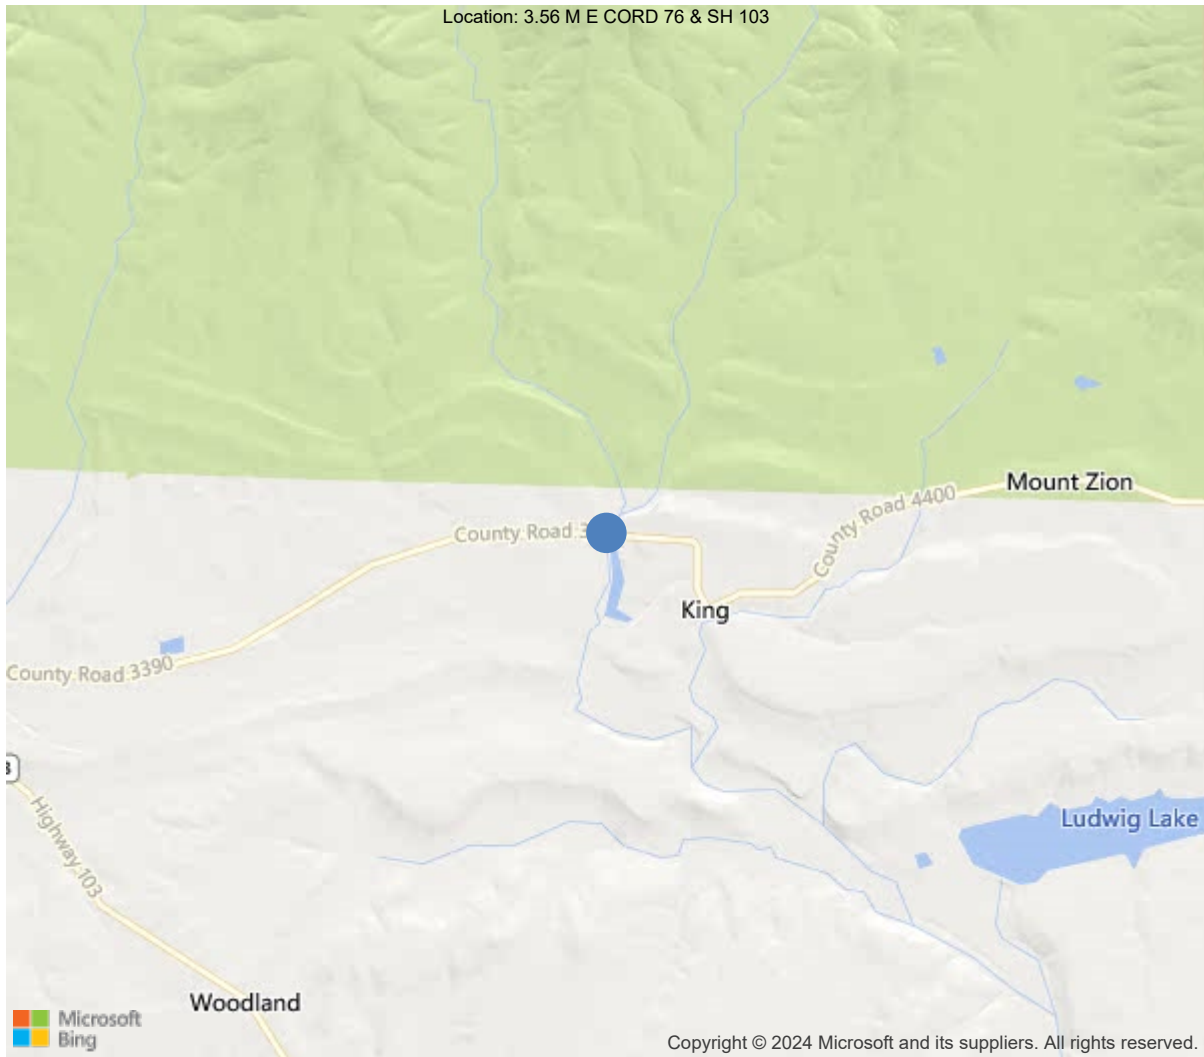 Location: 3.56 M E CORD 76 & SH 103
Mount Zion
County Road 4400
County Road
King
County Road 3390
Highway 103
Ludwig Lake
Woodland
Microsoft
Bing
Copyright © 2024 Microsoft and its suppliers. All rights reserved.